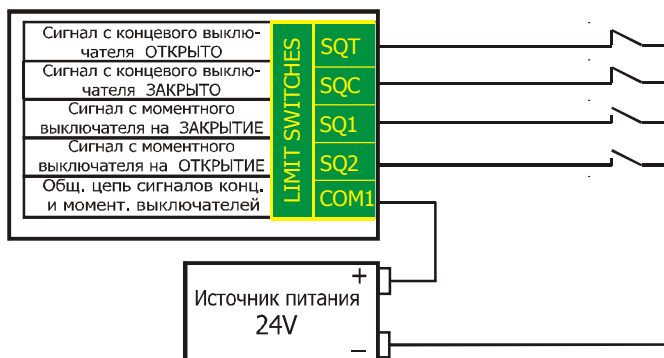 Сигнал с концевого выклю-
чателя ОТКРЫТО
Сигнал с концевого выклю-
чателя ЗАКРЫТО
Сигнал с моментного
выключателя на ЗАКРЫТИЕ
Сигнал с моментного
выключателя на ОТКРЫТИЕ
Общ. цепь сигналов конц.
и момент. выключателей
LIMIT SWITCHES
SQT
SQC
SQ1
SQ2
COM1
+
Источник питания
24V
–